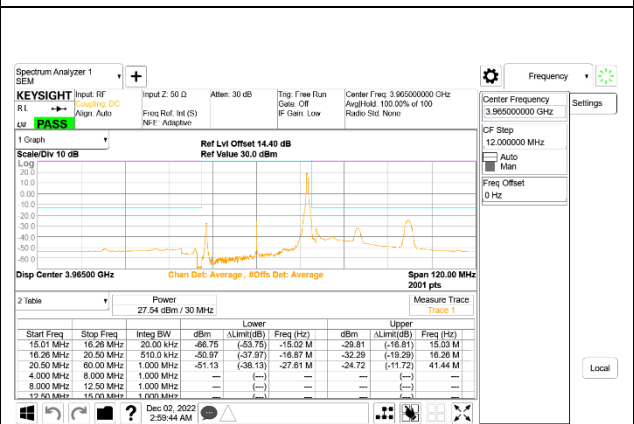 Spectrum Analyzer 1
SEM
Frequency
KEYSIGHT
Input: RF
Input Z: 50 Ω
Atten: 30 dB
Trig: Free Run
Center Freq: 3.965000000 GHz
R L
Coupling: DC
Gate: Off
Avg|Hold: 100.00% of 100
Align: Auto
Freq Ref: Int (S)
IF Gain: Low
Radio Std: None
NFE: Adaptive
PASS
Center Frequency
3.965000000 GHz
Settings
CF Step
12.000000 MHz
Auto
Man
Freq Offset
0 Hz
1 Graph
Ref Lvl Offset 14.40 dB
Scale/Div 10 dB
Ref Value 30.0 dBm
Log
20.0
10.0
0.00
-10.0
-20.0
-30.0
-40.0
-50.0
-60.0
Disp Center 3.96500 GHz
Chan Det: Average , #Offs Det: Average
Span 120.00 MHz
2001 pts
2 Table
Power
27.54 dBm / 30 MHz
Measure Trace
Trace 1
Lower
Upper
Start Freq Stop Freq Integ BW dBm ΔLimit(dB) Freq (Hz) dBm ΔLimit(dB) Freq (Hz)
15.01 MHz 16.26 MHz 20.00 kHz -66.75 (-53.75) -15.02 M -29.81 (-16.81) 15.03 M
16.26 MHz 20.50 MHz 510.0 kHz -50.97 (-37.97) -16.87 M -32.29 (-19.29) 16.26 M
20.50 MHz 60.00 MHz 1.000 MHz -51.13 (-38.13) -27.61 M -24.72 (-11.72) 41.44 M
4.000 MHz 8.000 MHz 1.000 MHz --- (---) --- --- (---) ---
8.000 MHz 12.50 MHz 1.000 MHz --- (---) --- --- (---) ---
12.50 MHz 15.00 MHz 1.000 MHz --- (---) --- --- (---) ---
Local
?
Dec 02, 2022
2:59:44 AM